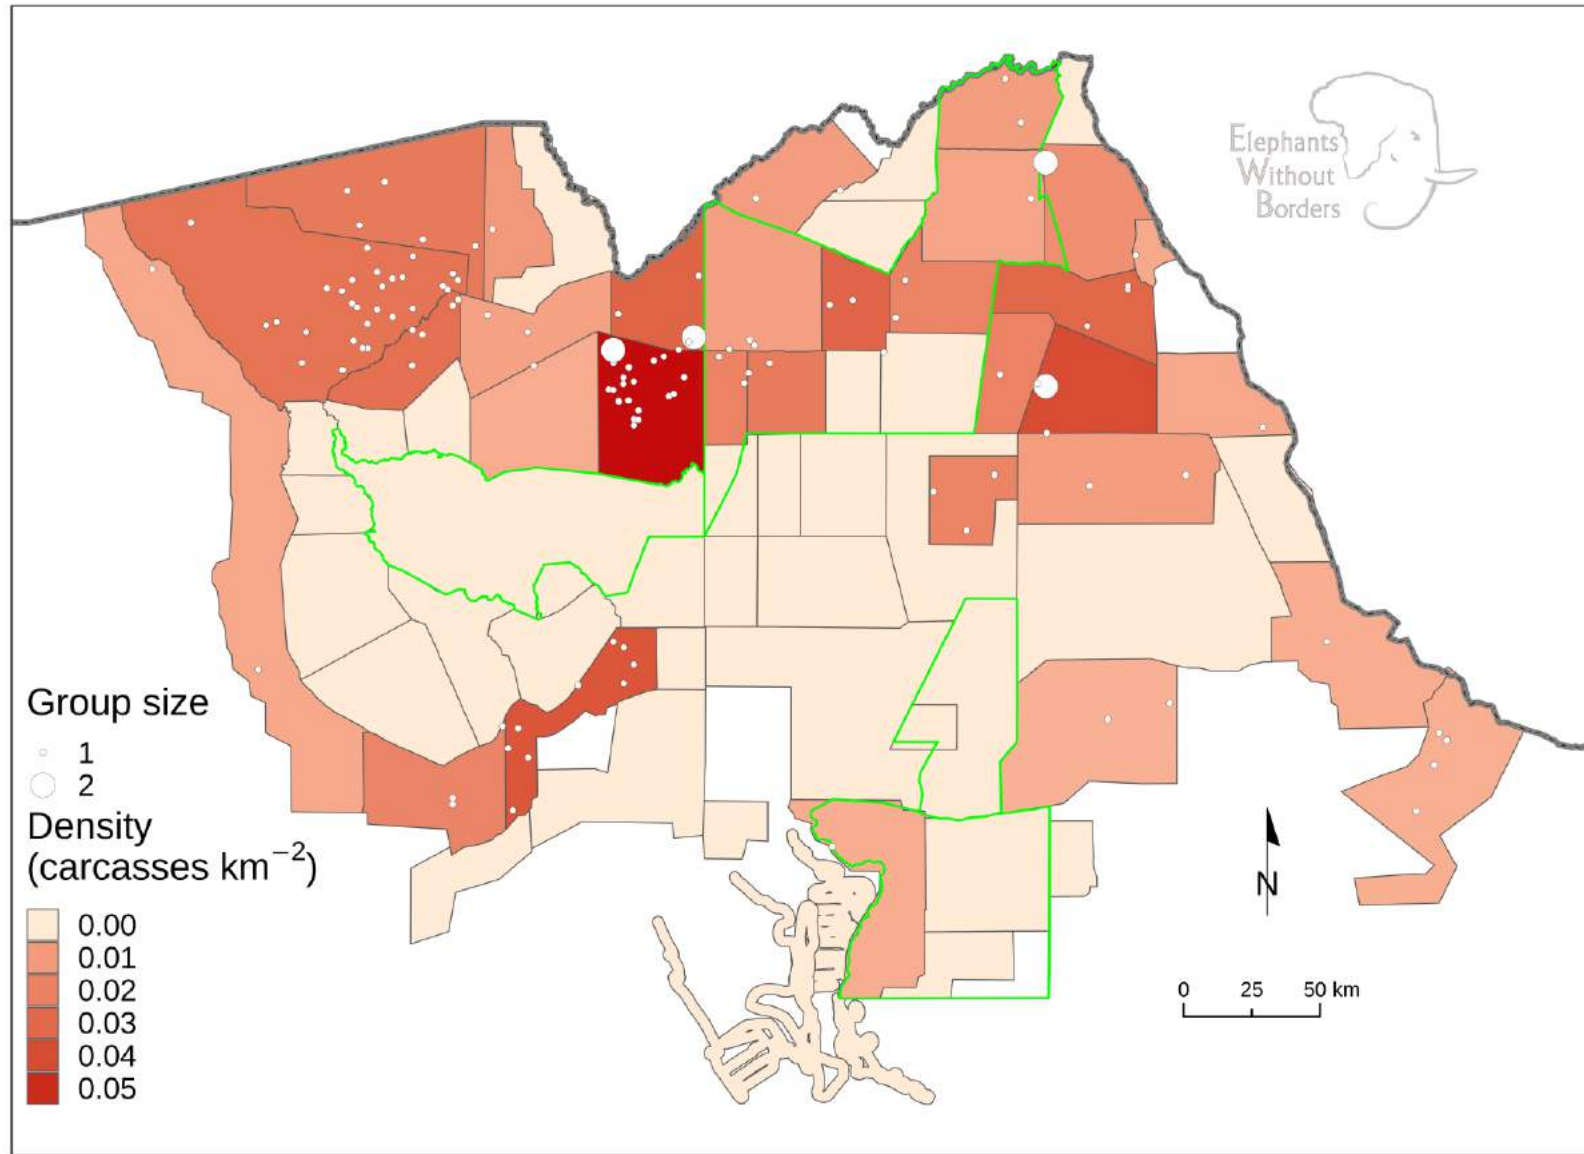 Elephants
Without
Borders
Group size
1
2
Density
(carcasses km⁻²)
0.00
0.01
0.02
0.03
0.04
0.05
N
0 25 50 km